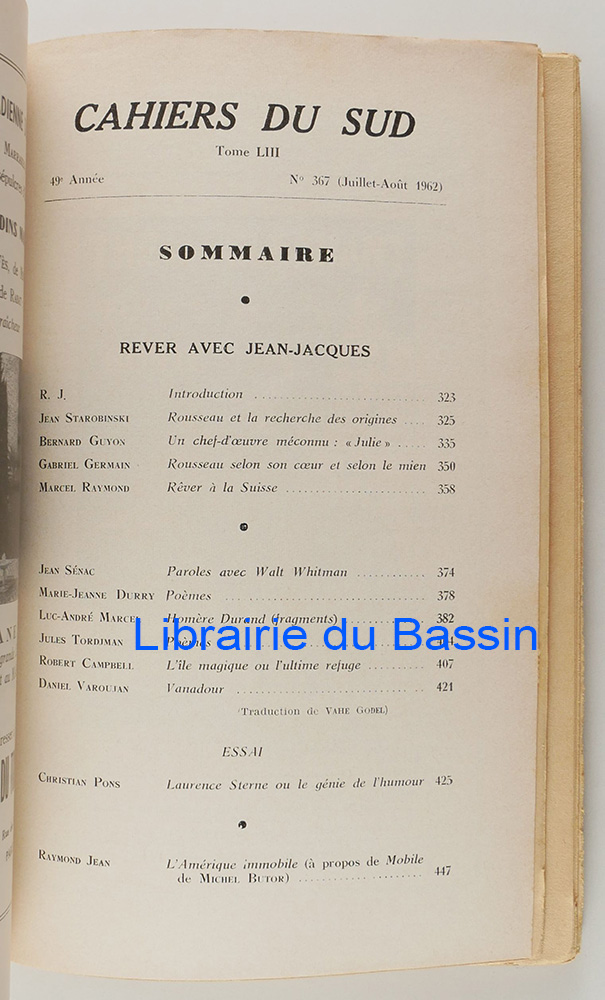 CAHIERS DU SUD
Tome LIII
49e Année N° 367 (Juillet-Août 1962)
SOMMAIRE
REVER AVEC JEAN-JACQUES
R. J. Introduction 323
JEAN STAROBINSKI Rousseau et la recherche des origines 325
BERNARD GUYON Un chef-d'œuvre méconnu : « Julie » 335
GABRIEL GERMAIN Rousseau selon son cœur et selon le mien 350
MARCEL RAYMOND Rêver à la Suisse 358
JEAN SÉNAC Paroles avec Walt Whitman 374
MARIE-JEANNE DURRY Poèmes 378
LUC-ANDRÉ MARCEL Homère Durand (fragments) 382
JULES TORDJMAN Poèmes
Librairie du Bassin
ROBERT CAMPBELL L'île magique ou l'ultime refuge 407
DANIEL VAROUJAN Vanadour 421
(Traduction de VAHE GODEL)
ESSAI
CHRISTIAN PONS Laurence Sterne ou le génie de l'humour 425
RAYMOND JEAN L'Amérique immobile (à propos de Mobile
de MICHEL BUTOR) 447